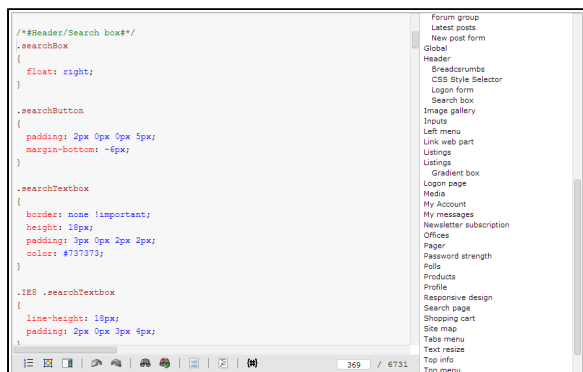 /*#Header/Search box#*/
.searchBox
{
  float: right;
}
.searchButton
{
  padding: 2px 0px 0px 5px;
  margin-bottom: -6px;
}
.searchTextbox
{
  border: none !important;
  height: 18px;
  padding: 3px 0px 2px 2px;
  color: #737373;
}
.IE8 .searchTextbox
{
  line-height: 18px;
  padding: 2px 0px 3px 4px;
}
369 / 6731
Forum group
Latest posts
New post form
Global
Header
Breadcsrumbs
CSS Style Selector
Logon form
Search box
Image gallery
Inputs
Left menu
Link web part
Listings
Listings
Gradient box
Logon page
Media
My Account
My messages
Newsletter subscription
Offices
Pager
Password strength
Polls
Products
Profile
Responsive design
Search page
Shopping cart
Site map
Tabs menu
Text resize
Top info
Top menu